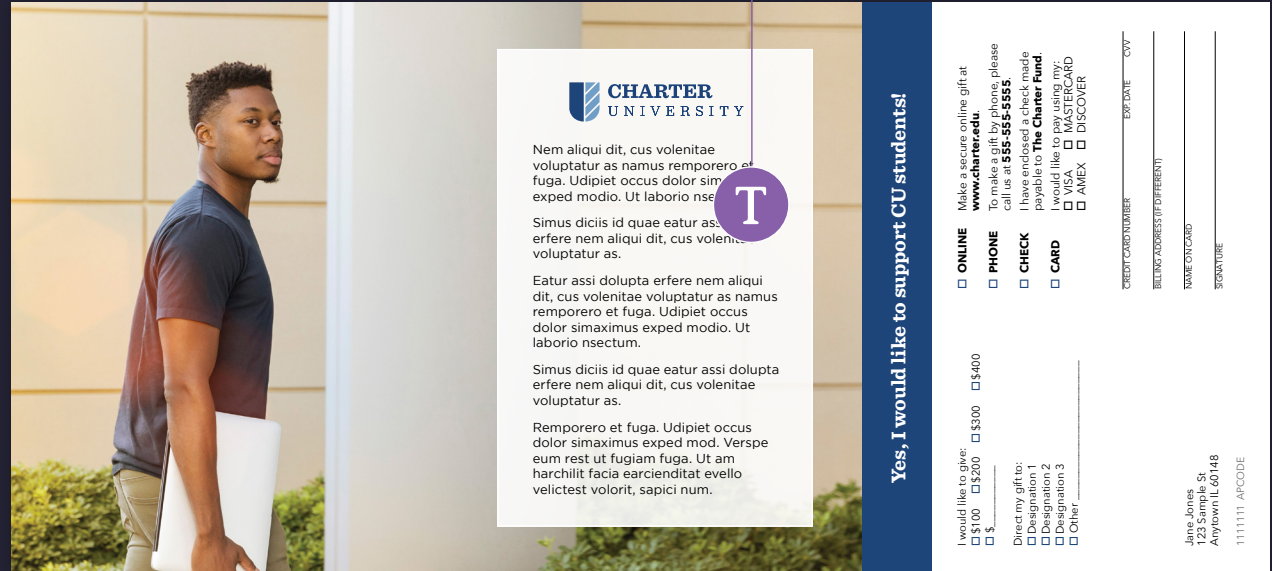 CHARTER
UNIVERSITY
Nem aliqui dit, cus volenitae
voluptatur as namus remporero et
fuga. Udipiet occus dolor
exped modio. Ut laborio
T
Simus diciis id quae eatur
erfere nem aliqui dit, cus
voluptatur as.
Eatur assi dolupta erfere nem aliqui
dit, cus volenitae voluptatur as namus
remporero et fuga. Udipiet occus
dolor simaximus exped modio. Ut
laborio nsectum.
Simus diciis id quae eatur assi dolupta
erfere nem aliqui dit, cus volenitae
voluptatur as.
Remporero et fuga. Udipiet occus
dolor simaximus exped mod. Verspe
eum rest ut fugiam fuga. Ut am
harchilit facia earcienditat evello
velictest volorit, sapici num.
Yes, I would like to support CU students!
I would like to give:
$100 $200 $300 $400
$
Direct my gift to:
Designation 1
Designation 2
Designation 3
Other
ONLINE Make a secure online gift at
www.charter.edu.
PHONE To make a gift by phone, please
call us at 555-555-5555.
CHECK I have enclosed a check made
payable to The Charter Fund.
CARD I would like to pay using my:
VISA MASTERCARD
AMEX DISCOVER
CREDIT CARD NUMBER EXP. DATE CVV
BILLING ADDRESS (IF DIFFERENT)
NAME ON CARD
SIGNATURE
Jane Jones
123 Sample St
Anytown IL 60148
1111111 APCODE